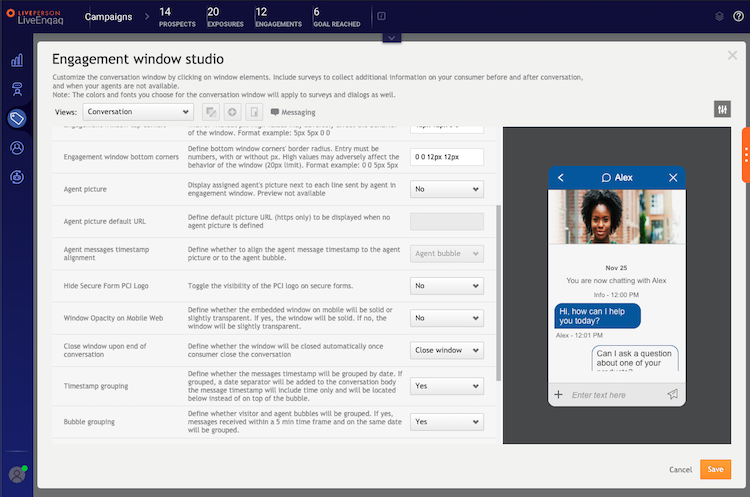 LIVEPERSON
LiveEngage
Campaigns
14
PROSPECTS
20
EXPOSURES
12
ENGAGEMENTS
6
GOAL REACHED
Engagement window studio
Customize the conversation window by clicking on window elements. Include surveys to collect additional information on your consumer before and after conversation,
and when your agents are not available.
Note: The colors and fonts you choose for the conversation window will apply to surveys and dialogs as well.
Views:
Conversation
Messaging
of the window. Format example: 5px 5px 0 0
Engagement window bottom corners
Define bottom window corners' border radius. Entry must be
numbers, with or without px. High values may adversely affect the
behavior of the window (20px limit). Format example: 0 0 5px 5px
0 0 12px 12px
Agent picture
Display assigned agent's picture next to each line sent by agent in
engagement window. Preview not available
No
Agent picture default URL
Define default picture URL (https only) to be displayed when no
agent picture is defined
Agent messages timestamp
alignment
Define whether to align the agent message timestamp to the agent
picture or to the agent bubble.
Agent bubble
Hide Secure Form PCI Logo
Toggle the visibility of the PCI logo on secure forms.
No
Window Opacity on Mobile Web
Define whether the embedded window on mobile will be solid or
slightly transparent. If yes, the window will be solid. If no, the
window will be slightly transparent.
No
Close window upon end of
conversation
Define whether the window will be closed automatically once
consumer close the conversation
Close window
Timestamp grouping
Define whether the messages timestamp will be grouped by date. If
grouped, a date separator will be added to the conversation body
the message timestamp will include time only and will be located
below instead of on top of the bubble.
Yes
Bubble grouping
Define whether visitor and agent bubbles will be grouped. If yes,
messages received within a 5 min time frame and on the same date
will be grouped.
Yes
Alex
Nov 25
You are now chatting with Alex
Info - 12:00 PM
Hi, how can I help
you today?
Alex - 12:01 PM
Can I ask a question
about one of your
Enter text here
Cancel
Save